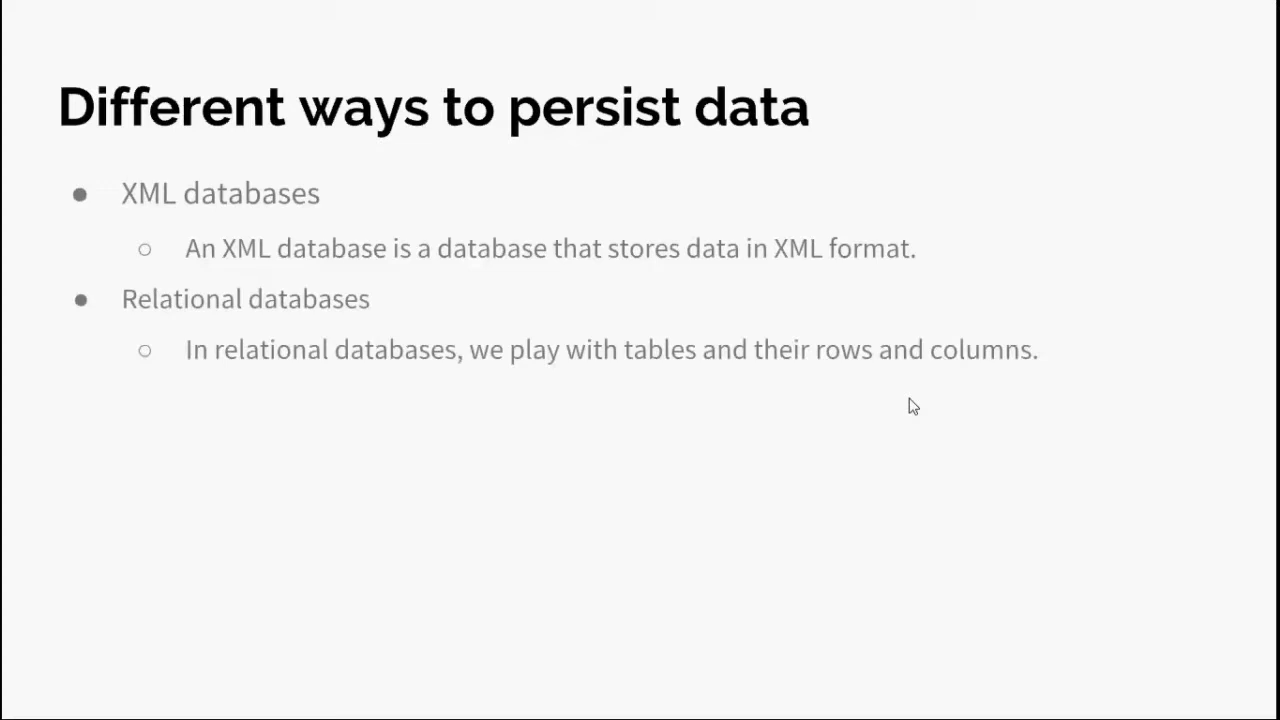 Different ways to persist data
● XML databases
○ An XML database is a database that stores data in XML format.
● Relational databases
○ In relational databases, we play with tables and their rows and columns.